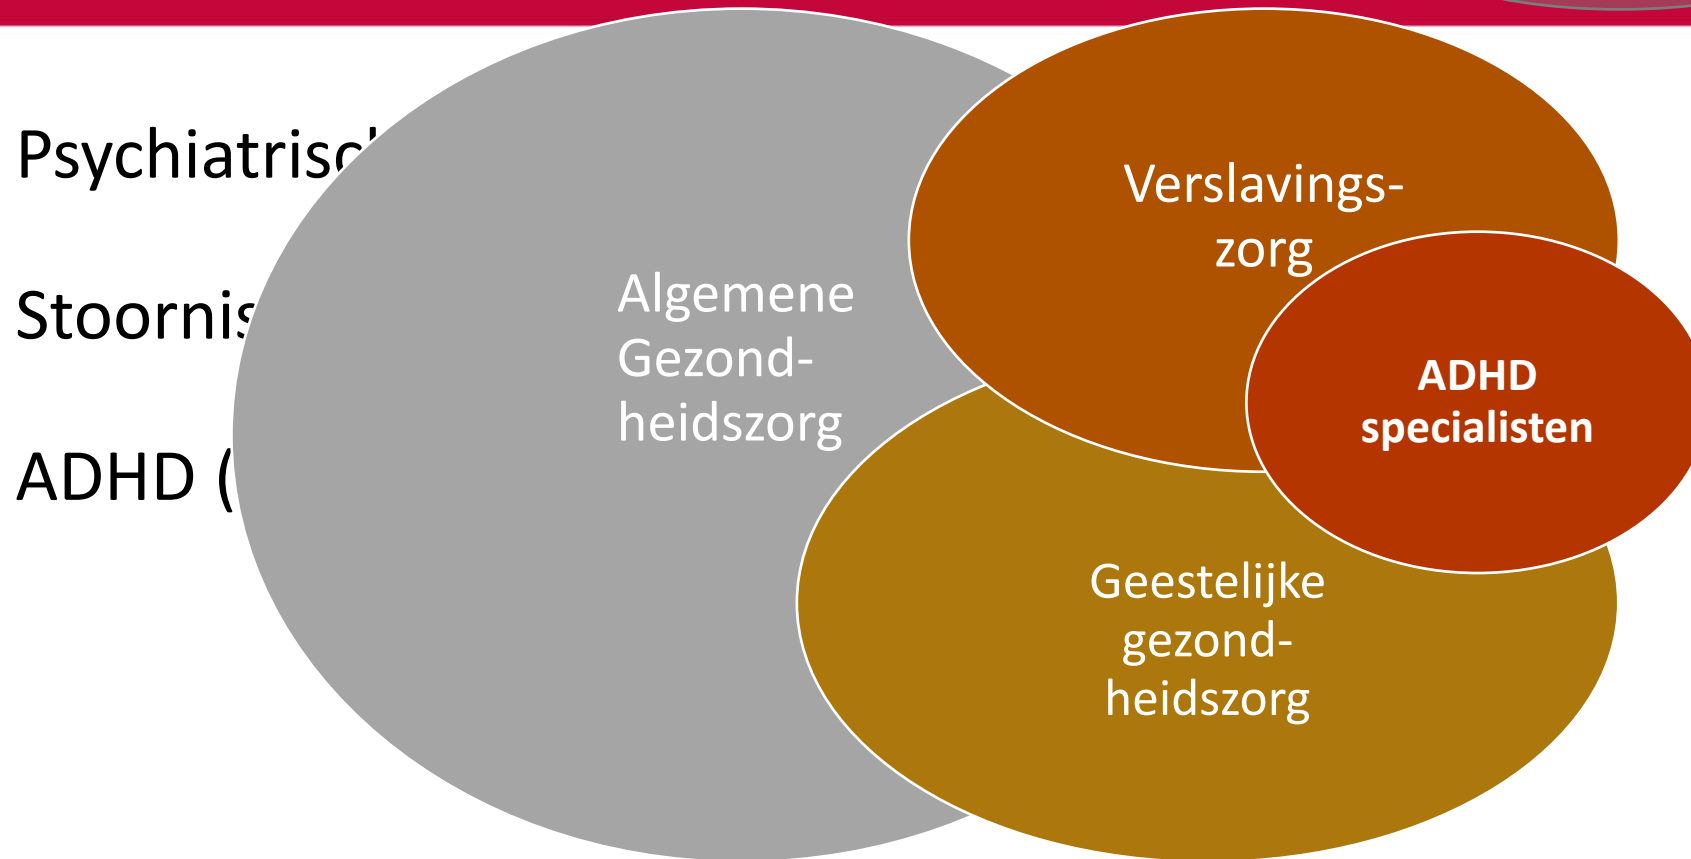 Psychiatrisc
Stoornis
ADHD (
Algemene
Gezond-
heidszorg
Verslavings-
zorg
ADHD
specialisten
Geestelijke
gezond-
heidszorg